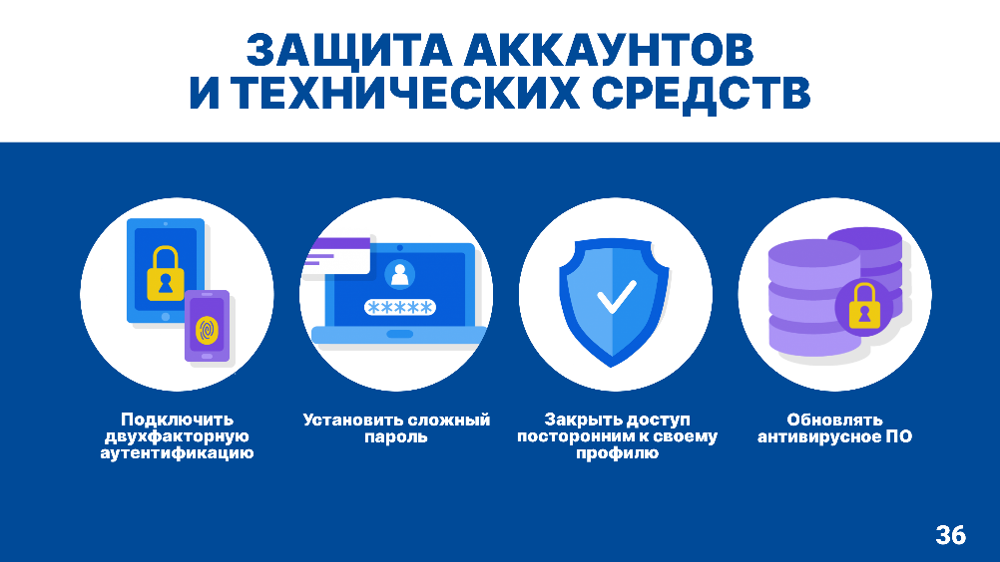 ЗАЩИТА АККАУНТОВ
И ТЕХНИЧЕСКИХ СРЕДСТВ
*****
Подключить
двухфакторную
аутентификацию
Установить сложный
пароль
Закрыть доступ
посторонним к своему
профилю
Обновлять
антивирусное ПО
36